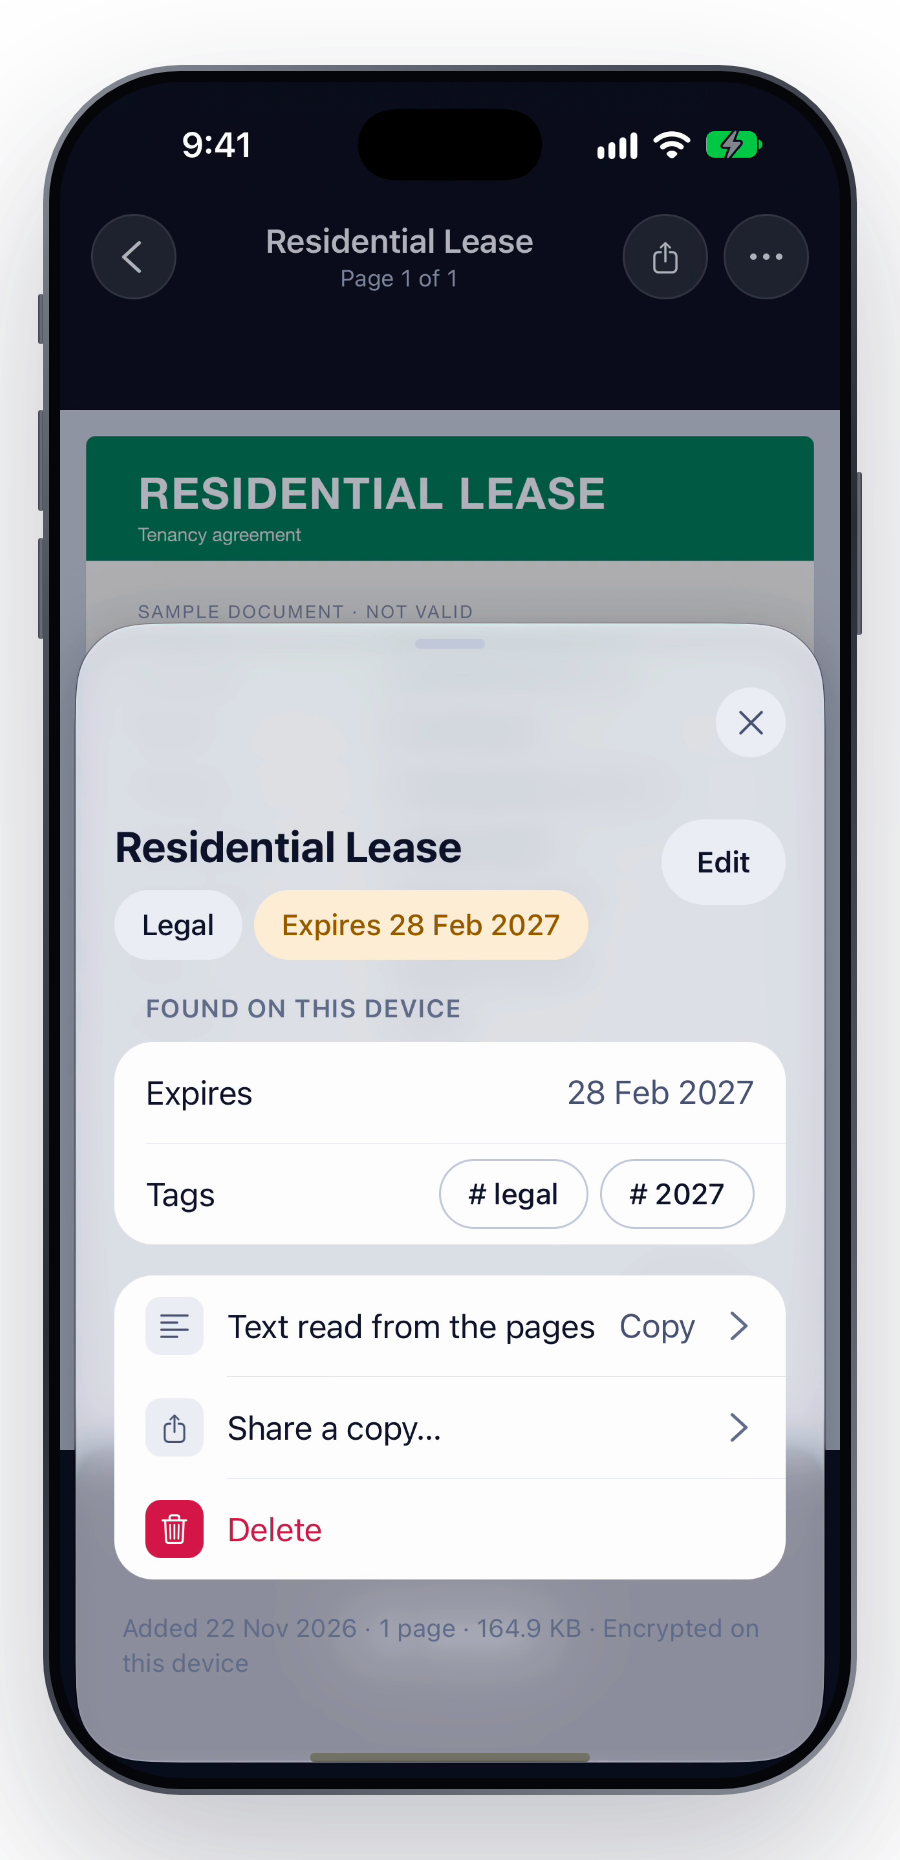 9:41
Residential Lease
Page 1 of 1
RESIDENTIAL LEASE
Tenancy agreement
SAMPLE DOCUMENT · NOT VALID
Residential Lease
Edit
Legal
Expires 28 Feb 2027
FOUND ON THIS DEVICE
Expires 28 Feb 2027
Tags # legal # 2027
Text read from the pages Copy
Share a copy...
Delete
Added 22 Nov 2026 · 1 page · 164.9 KB · Encrypted on
this device